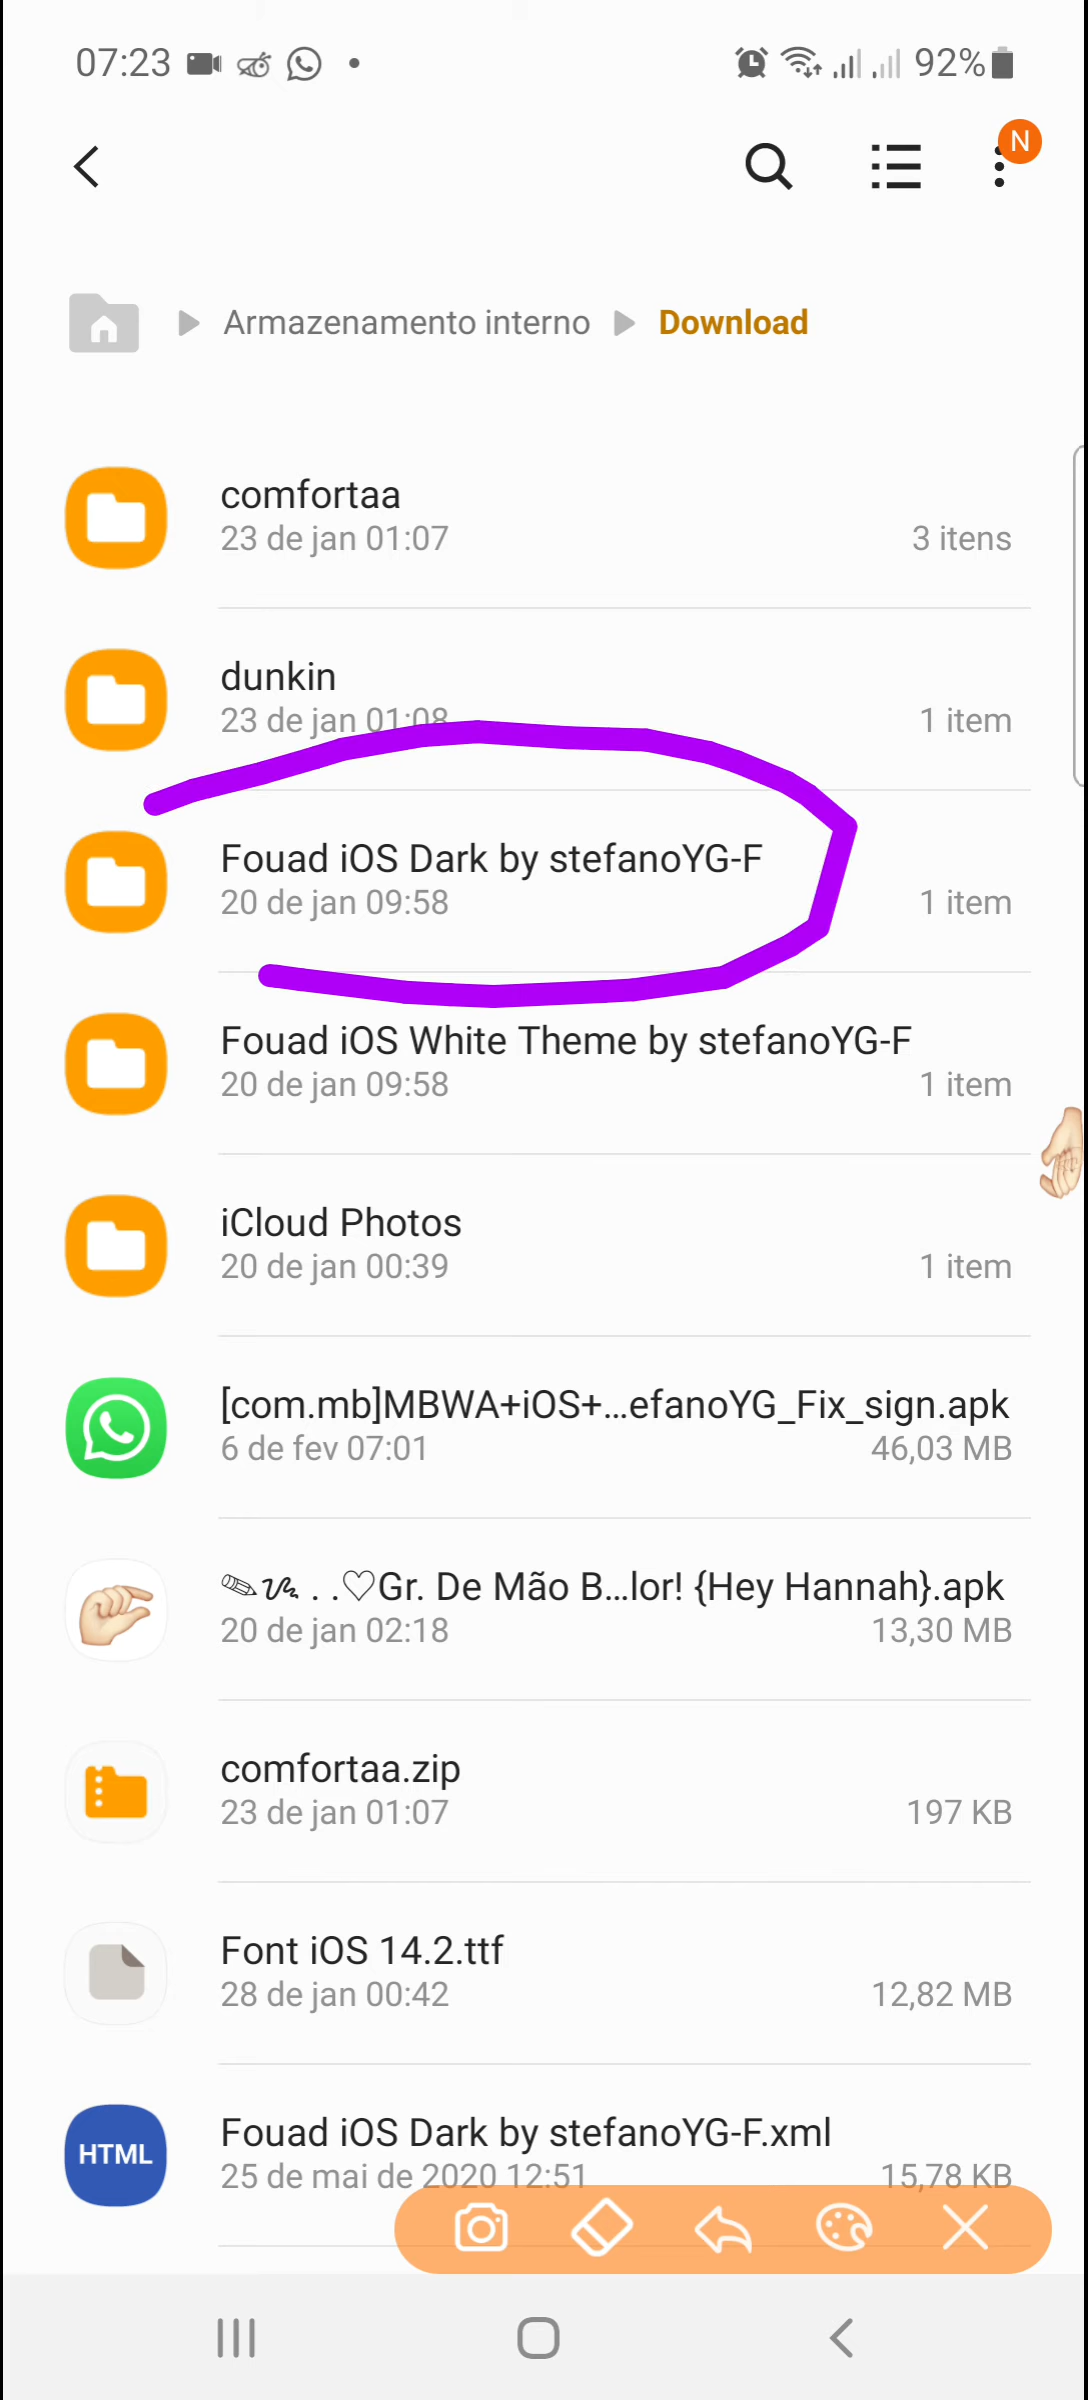 07:23 92%
N
Armazenamento interno Download
comfortaa
23 de jan 01:07 3 itens
dunkin
23 de jan 01:08 1 item
Fouad iOS Dark by stefanoYG-F
20 de jan 09:58 1 item
Fouad iOS White Theme by stefanoYG-F
20 de jan 09:58 1 item
iCloud Photos
20 de jan 00:39 1 item
[com.mb]MBWA+iOS+...efanoYG_Fix_sign.apk
6 de fev 07:01 46,03 MB
✎ . .♡Gr. De Mão B...lor! {Hey Hannah}.apk
20 de jan 02:18 13,30 MB
comfortaa.zip
23 de jan 01:07 197 KB
Font iOS 14.2.ttf
28 de jan 00:42 12,82 MB
HTML
Fouad iOS Dark by stefanoYG-F.xml
25 de mai de 2020 12:51 15,78 KB